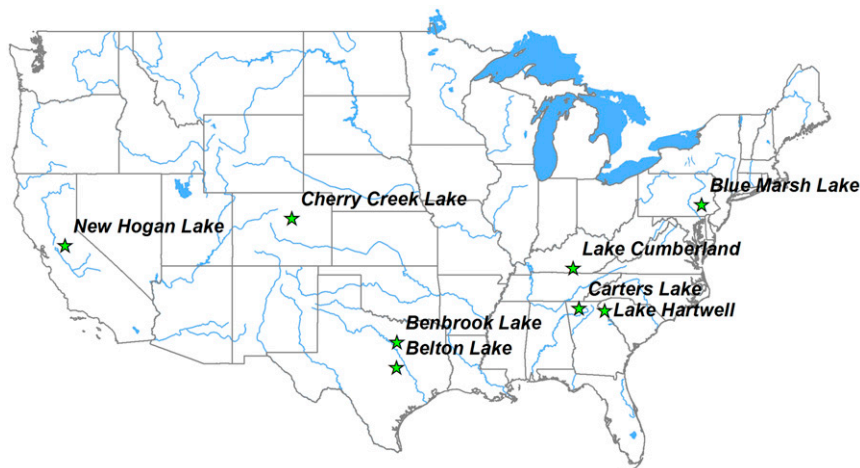 Blue Marsh Lake
Cherry Creek Lake
New Hogan Lake
Lake Cumberland
Carters Lake
Lake Hartwell
Benbrook Lake
Belton Lake